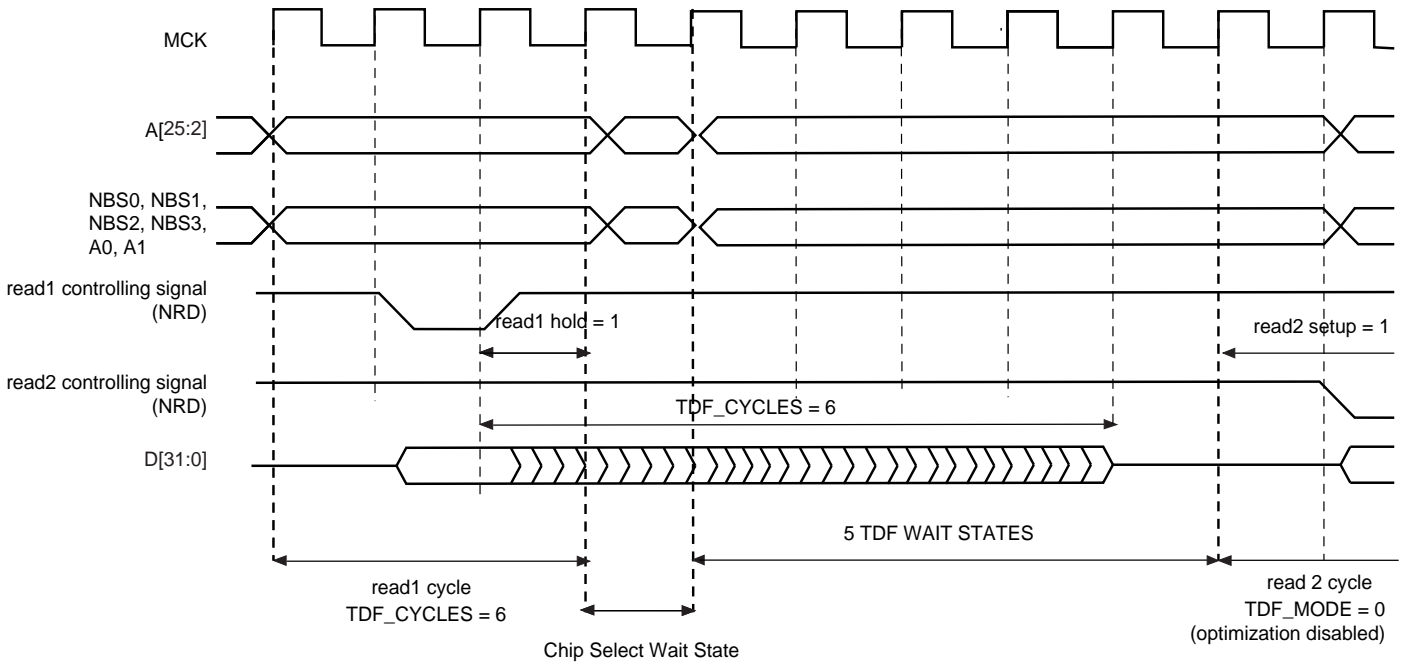 MCK
A[25:2]
NBS0, NBS1,
NBS2, NBS3,
A0, A1
read1 controlling signal
(NRD)
read1 hold = 1
read2 setup = 1
read2 controlling signal
(NRD)
TDF_CYCLES = 6
D[31:0]
5 TDF WAIT STATES
read1 cycle
TDF_CYCLES = 6
read 2 cycle
TDF_MODE = 0
(optimization disabled)
Chip Select Wait State